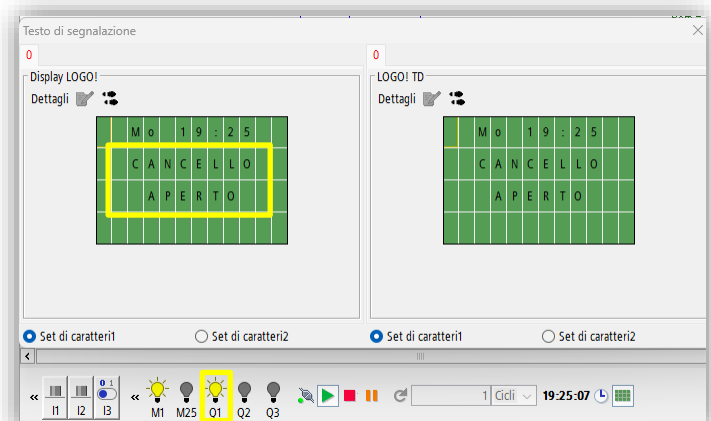 Testo di segnalazione
0
0
Display LOGO!
LOGO! TD
Dettagli
Dettagli
Mo 19:25
CANCELLO
APERTO
Mo 19:25
CANCELLO
APERTO
Set di caratteri1
Set di caratteri2
Set di caratteri1
Set di caratteri2
«
I1
I2
0 1
I3
«
M1
M25
Q1
Q2
Q3
1
Cicli
19:25:07